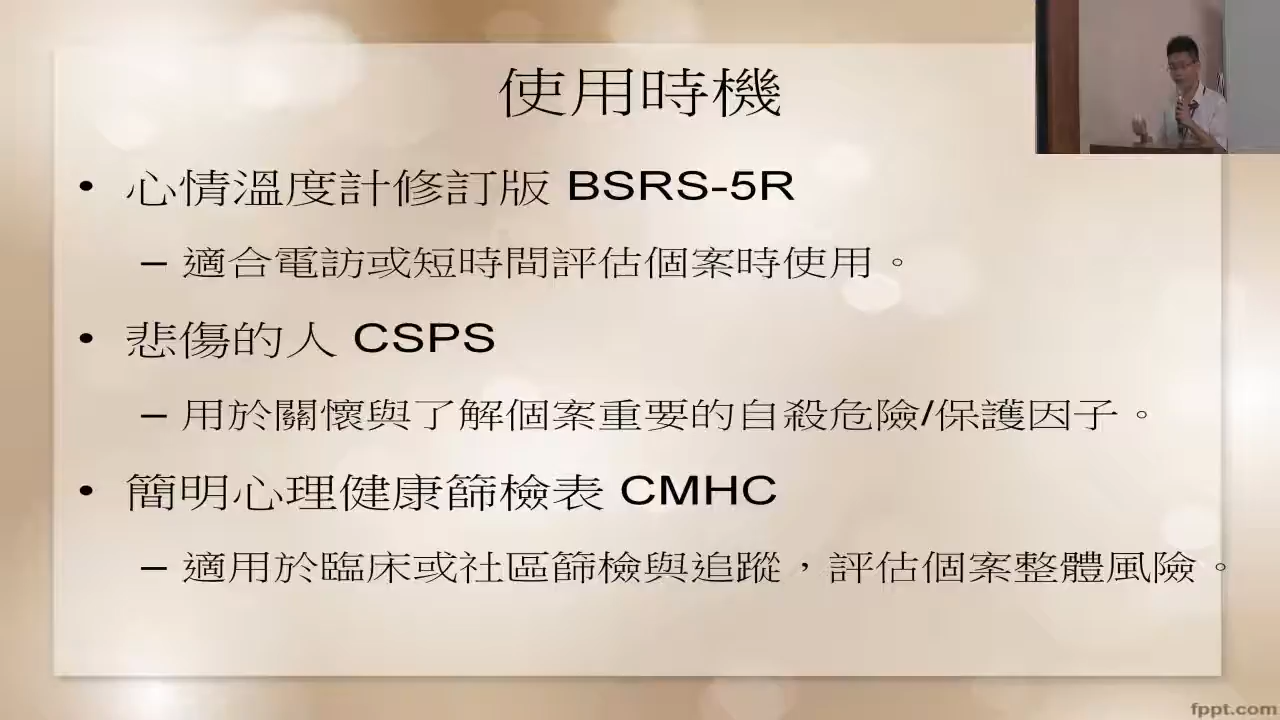 使用時機
• 心情溫度計修訂版 BSRS-5R
– 適合電訪或短時間評估個案時使用。
• 悲傷的人 CSPS
– 用於關懷與了解個案重要的自殺危險/保護因子。
• 簡明心理健康篩檢表 CMHC
– 適用於臨床或社區篩檢與追蹤，評估個案整體風險。
fppt.com